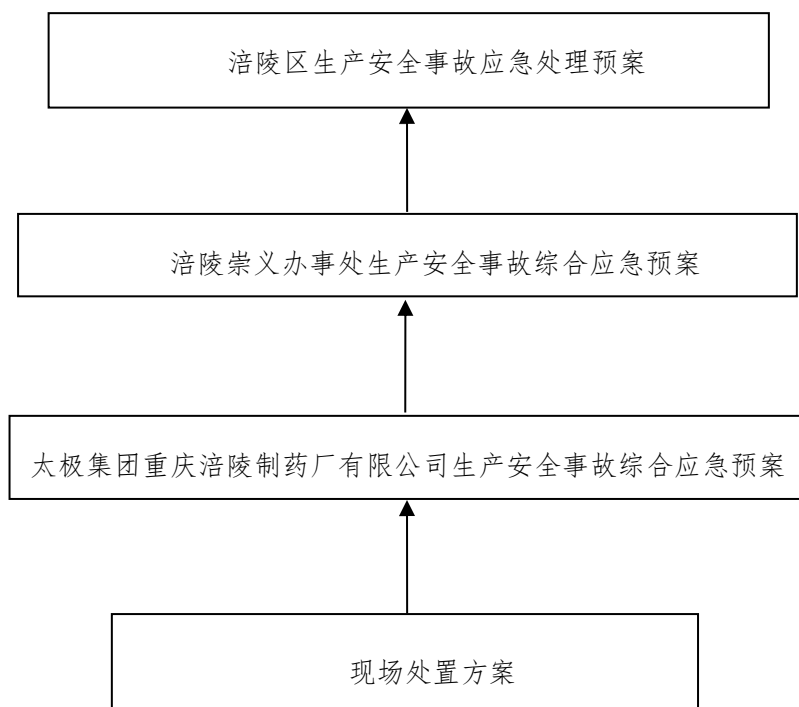 涪陵区生产安全事故应急处理预案
涪陵崇义办事处生产安全事故综合应急预案
太极集团重庆涪陵制药厂有限公司生产安全事故综合应急预案
现场处置方案